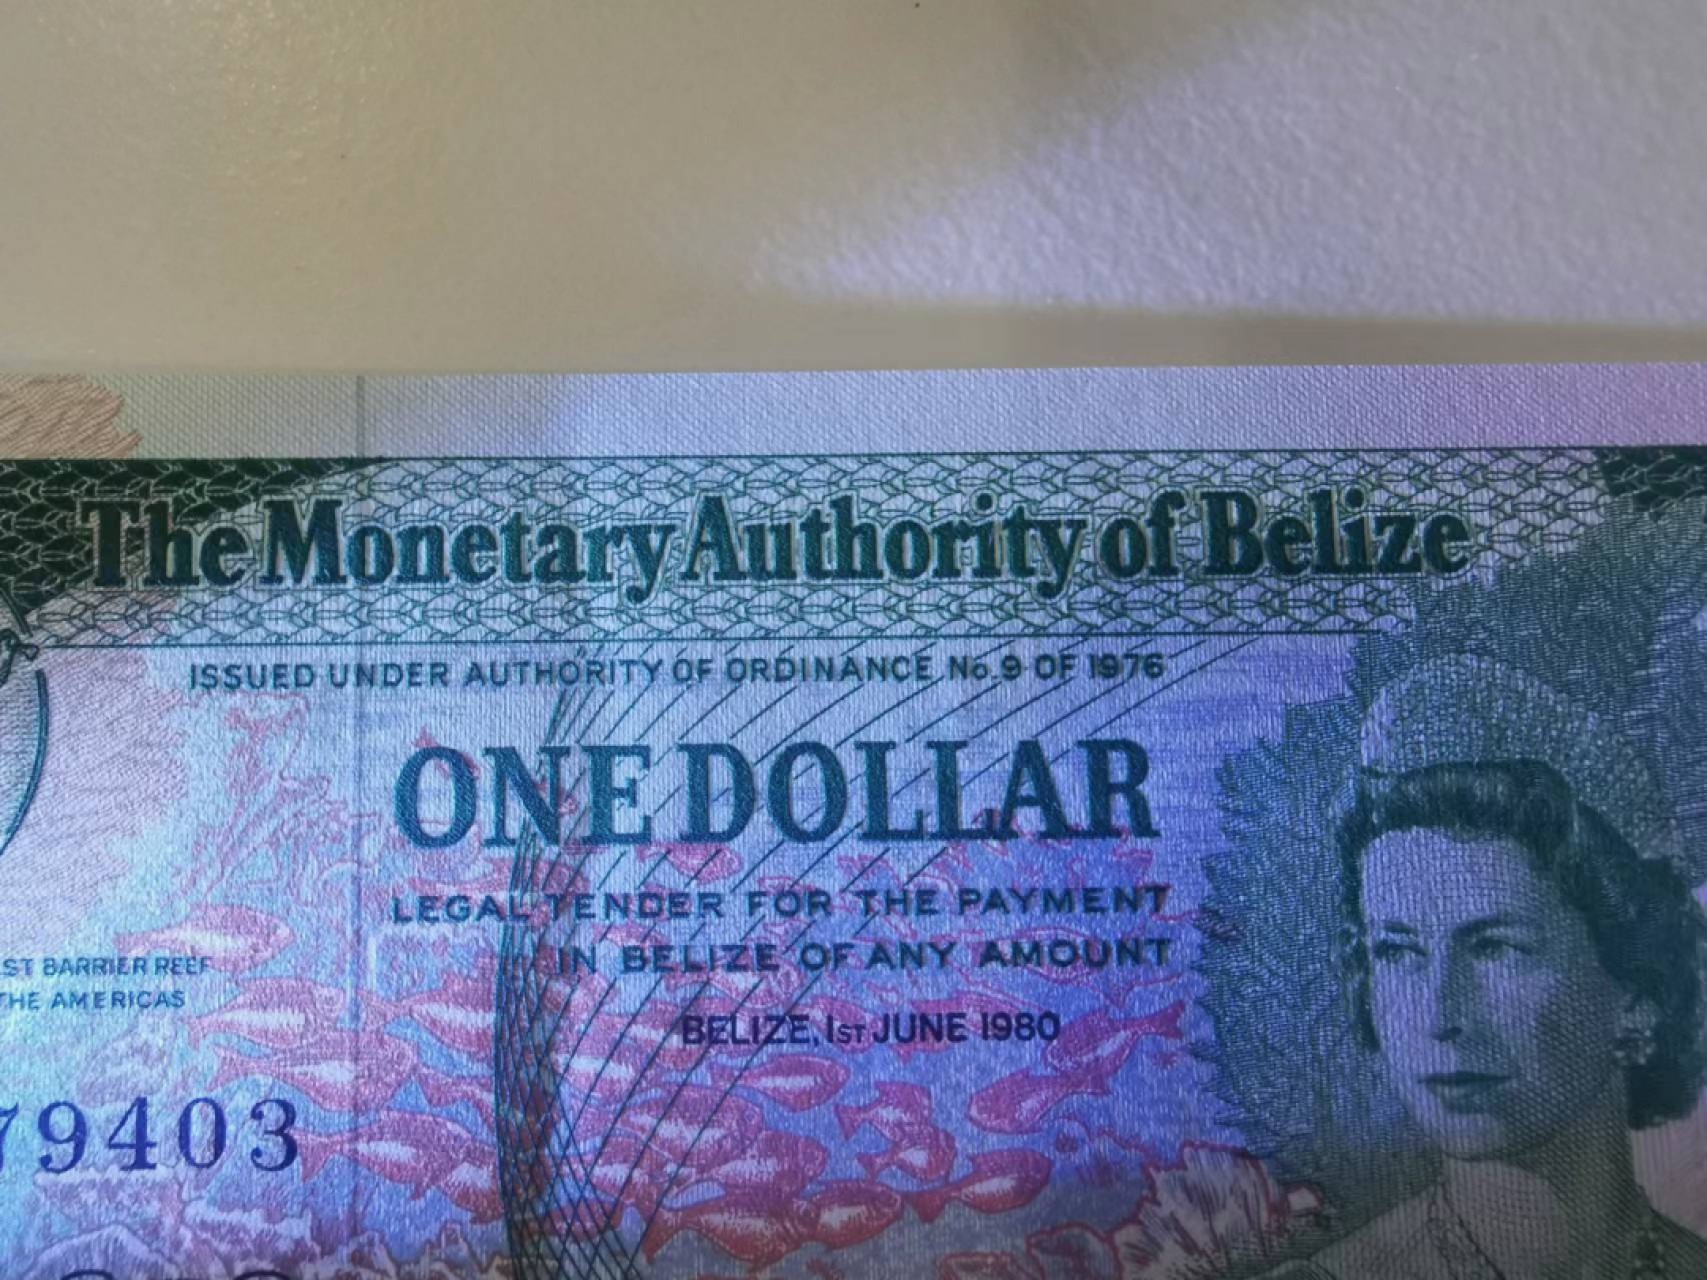 The Monetary Authority of Belize
ISSUED UNDER AUTHORITY OF ORDINANCE No. 9 OF 1976
ONE DOLLAR
LEGAL TENDER FOR THE PAYMENT
IN BELIZE OF ANY AMOUNT
ST BARRIER REEF
THE AMERICAS
BELIZE, 1ST JUNE 1980
79403